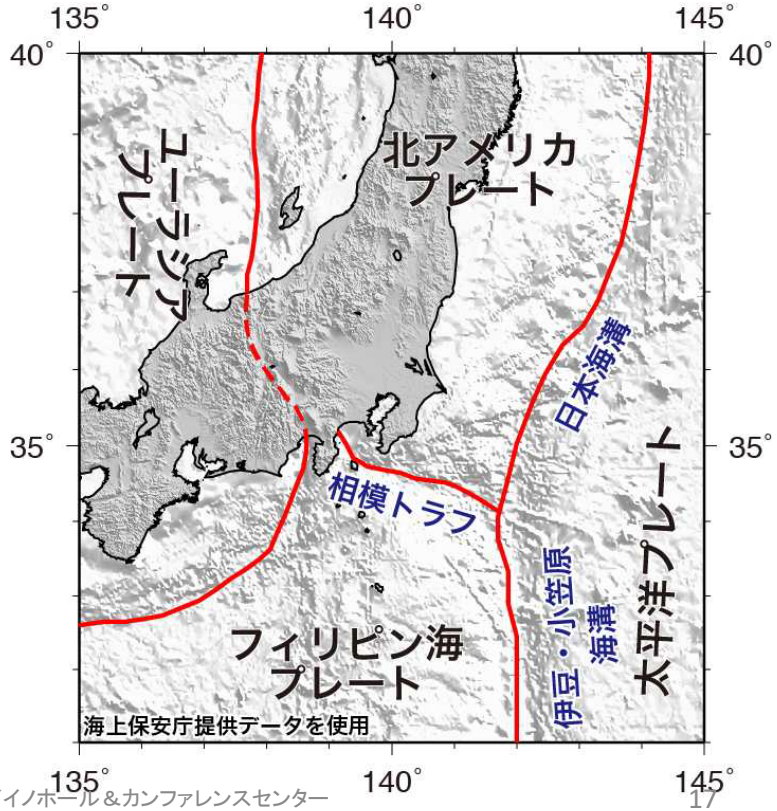 135° 140° 145°
40° 40°
北アメリカ
プレート
ユーラシア
プレート
日本海溝
35° 35°
相模トラフ
太平洋プレート
伊豆・小笠原
海溝
フィリピン海
プレート
海上保安庁提供データを使用
135° 140° 145°
イイノホール&カンファレンスセンター 17